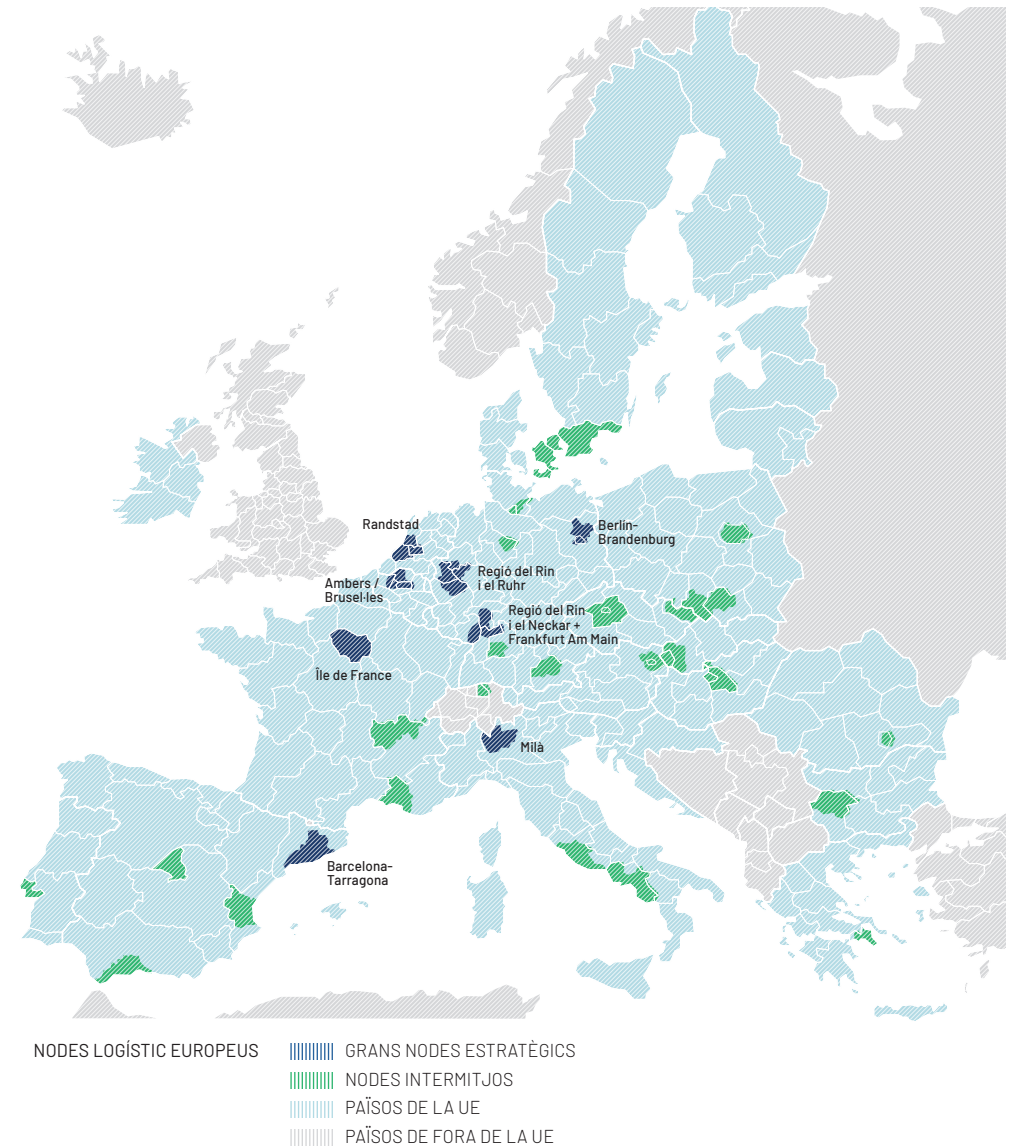 Randstad
Berlín-
Brandenburg
Ambers /
Brusel·les
Regió del Rin
i el Ruhr
Regió del Rin
i el Neckar +
Frankfurt Am Main
Île de France
Milà
Barcelona-
Tarragona
NODES LOGÍSTIC EUROPEUS
GRANS NODES ESTRATÈGICS
NODES INTERMITJOS
PAÏSOS DE LA UE
PAÏSOS DE FORA DE LA UE